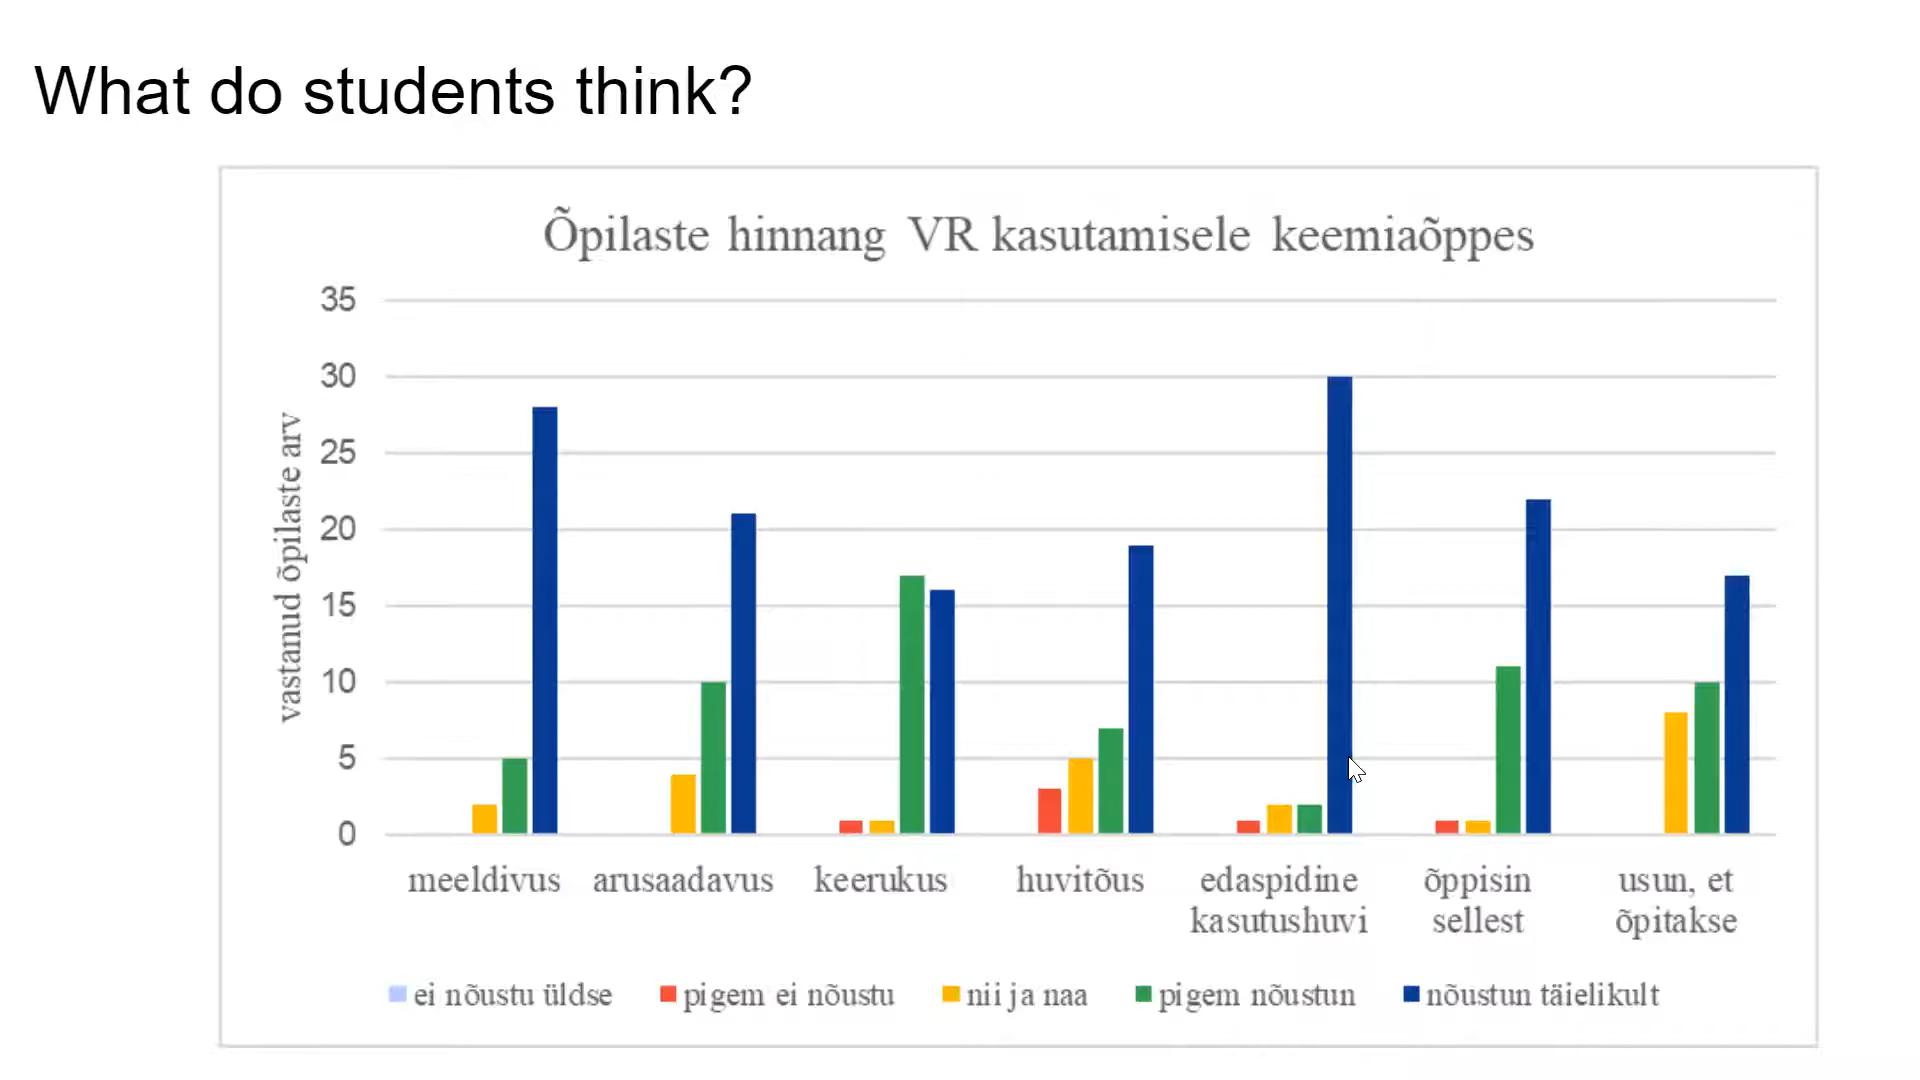 What do students think?
Õpilaste hinnang VR kasutamisele keemiaõppes
vastanud õpilaste arv
35
30
25
20
15
10
5
0
meeldivus
arusaadavus
keerukus
huvitõus
edaspidine
kasutushuvi
õppisin
sellest
usun, et
õpitakse
ei nõustu üldse
pigem ei nõustu
nii ja naa
pigem nõustun
nõustun täielikult